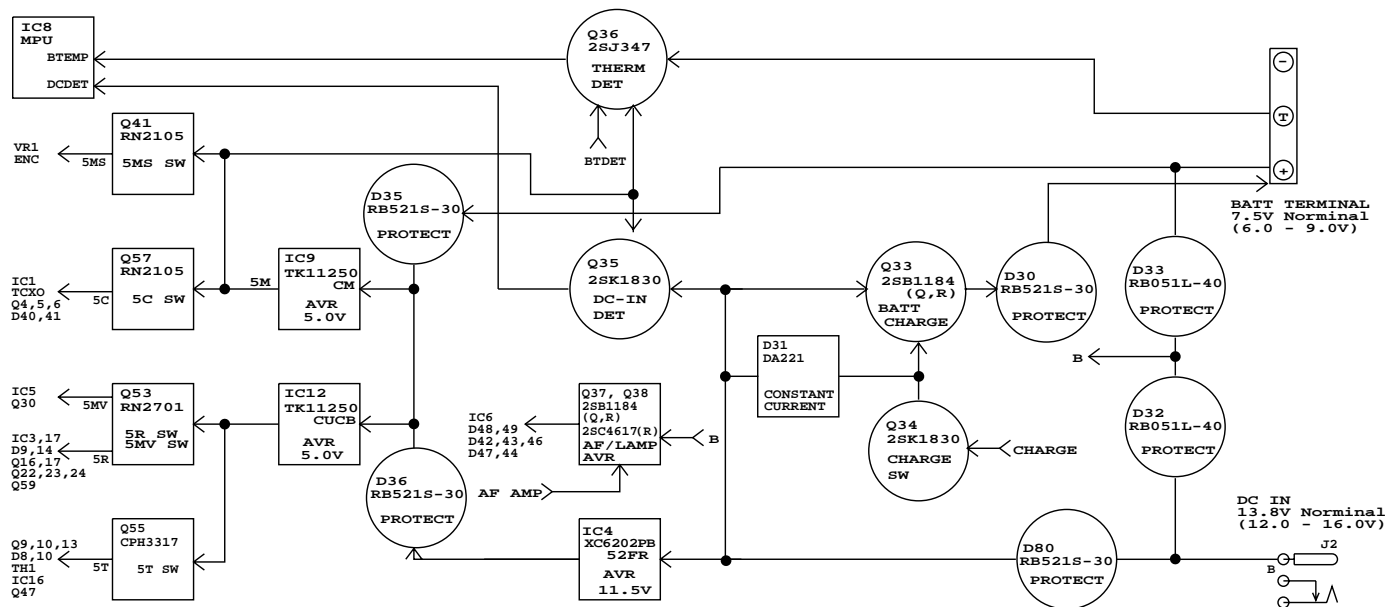 IC8
MPU
BTEMP
DCDET
Q36
2SJ347
THERM
DET
BTDET
-
T
+
BATT TERMINAL
7.5V Norminal
(6.0 - 9.0V)
VR1
ENC
5MS
Q41
RN2105
5MS SW
D35
RB521S-30
PROTECT
IC1
TCXO
Q4,5,6
D40,41
5C
Q57
RN2105
5C SW
5M
IC9
TK11250
CM
AVR
5.0V
Q35
2SK1830
DC-IN
DET
Q33
2SB1184
(Q,R)
BATT
CHARGE
D30
RB521S-30
PROTECT
D33
RB051L-40
PROTECT
B
D31
DA221
CONSTANT
CURRENT
IC5
Q30
5MV
IC3,17
D9,14
Q16,17
Q22,23,24
Q59
5R
Q53
RN2701
5R SW
5MV SW
IC12
TK11250
CUCB
AVR
5.0V
IC6
D48,49
D42,43,46
D47,44
Q37, Q38
2SB1184
(Q,R)
2SC4617(R)
AF/LAMP
AVR
B
AF AMP
Q34
2SK1830
CHARGE
SW
CHARGE
D32
RB051L-40
PROTECT
D36
RB521S-30
PROTECT
Q9,10,13
D8,10
TH1
IC16
Q47
5T
Q55
CPH3317
5T SW
IC4
XC6202PB
52FR
AVR
11.5V
D80
RB521S-30
PROTECT
DC IN
13.8V Norminal
(12.0 - 16.0V)
J2
B